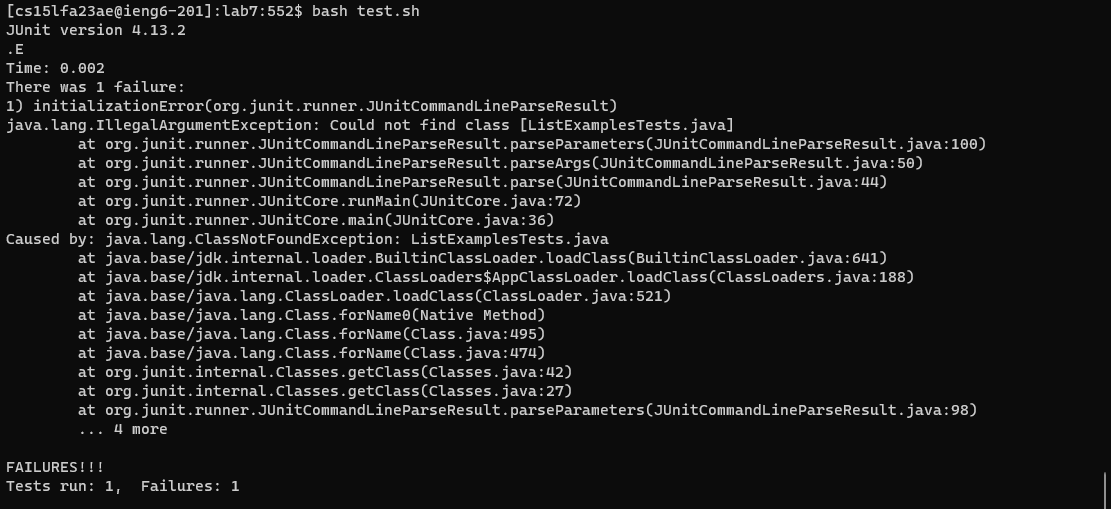 [cs15lfa23ae@ieng6-201]:lab7:552$ bash test.sh
JUnit version 4.13.2
.E
Time: 0.002
There was 1 failure:
1) initializationError(org.junit.runner.JUnitCommandLineParseResult)
java.lang.IllegalArgumentException: Could not find class [ListExamplesTests.java]
        at org.junit.runner.JUnitCommandLineParseResult.parseParameters(JUnitCommandLineParseResult.java:100)
        at org.junit.runner.JUnitCommandLineParseResult.parseArgs(JUnitCommandLineParseResult.java:50)
        at org.junit.runner.JUnitCommandLineParseResult.parse(JUnitCommandLineParseResult.java:44)
        at org.junit.runner.JUnitCore.runMain(JUnitCore.java:72)
        at org.junit.runner.JUnitCore.main(JUnitCore.java:36)
Caused by: java.lang.ClassNotFoundException: ListExamplesTests.java
        at java.base/jdk.internal.loader.BuiltinClassLoader.loadClass(BuiltinClassLoader.java:641)
        at java.base/jdk.internal.loader.ClassLoaders$AppClassLoader.loadClass(ClassLoaders.java:188)
        at java.base/java.lang.ClassLoader.loadClass(ClassLoader.java:521)
        at java.base/java.lang.Class.forName0(Native Method)
        at java.base/java.lang.Class.forName(Class.java:495)
        at java.base/java.lang.Class.forName(Class.java:474)
        at org.junit.internal.Classes.getClass(Classes.java:42)
        at org.junit.internal.Classes.getClass(Classes.java:27)
        at org.junit.runner.JUnitCommandLineParseResult.parseParameters(JUnitCommandLineParseResult.java:98)
        ... 4 more
FAILURES!!!
Tests run: 1,  Failures: 1